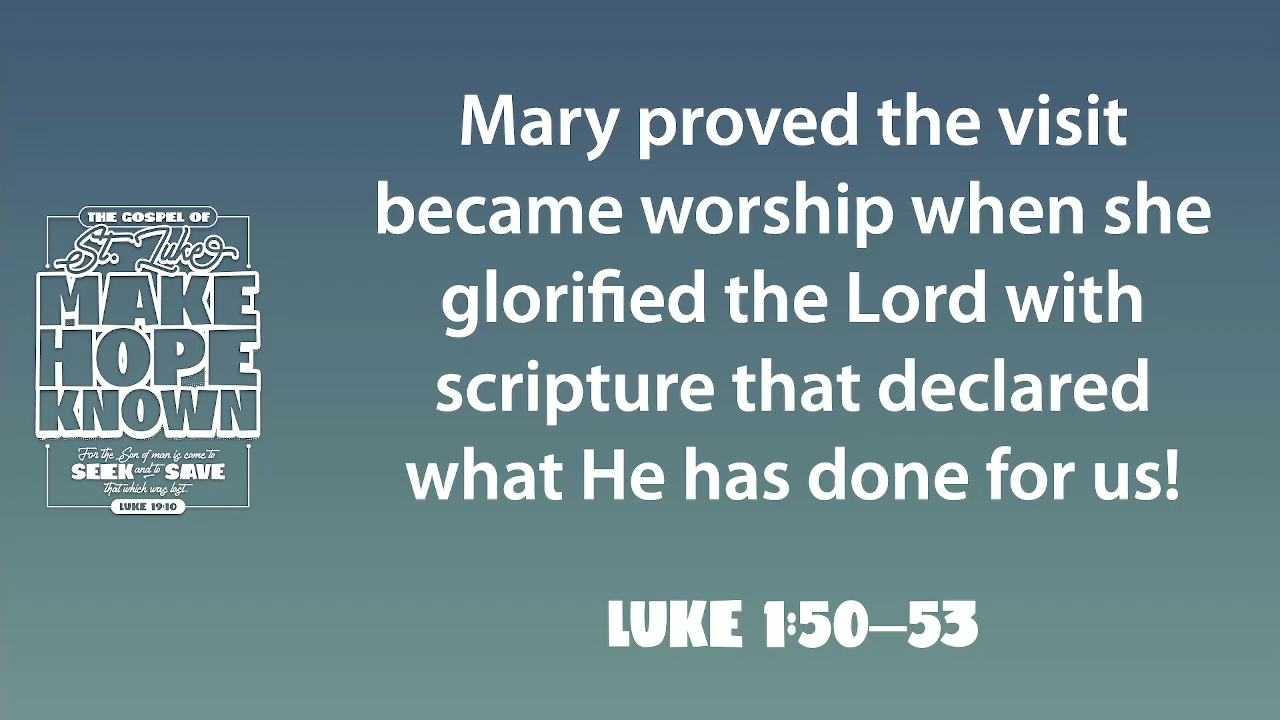 THE GOSPEL OF
St. Luke
MAKE
HOPE
KNOWN
For the Son of man is come to
SEEK and to SAVE
that which was lost.
LUKE 19:10
Mary proved the visit
became worship when she
glorified the Lord with
scripture that declared
what He has done for us!
LUKE 1:50–53